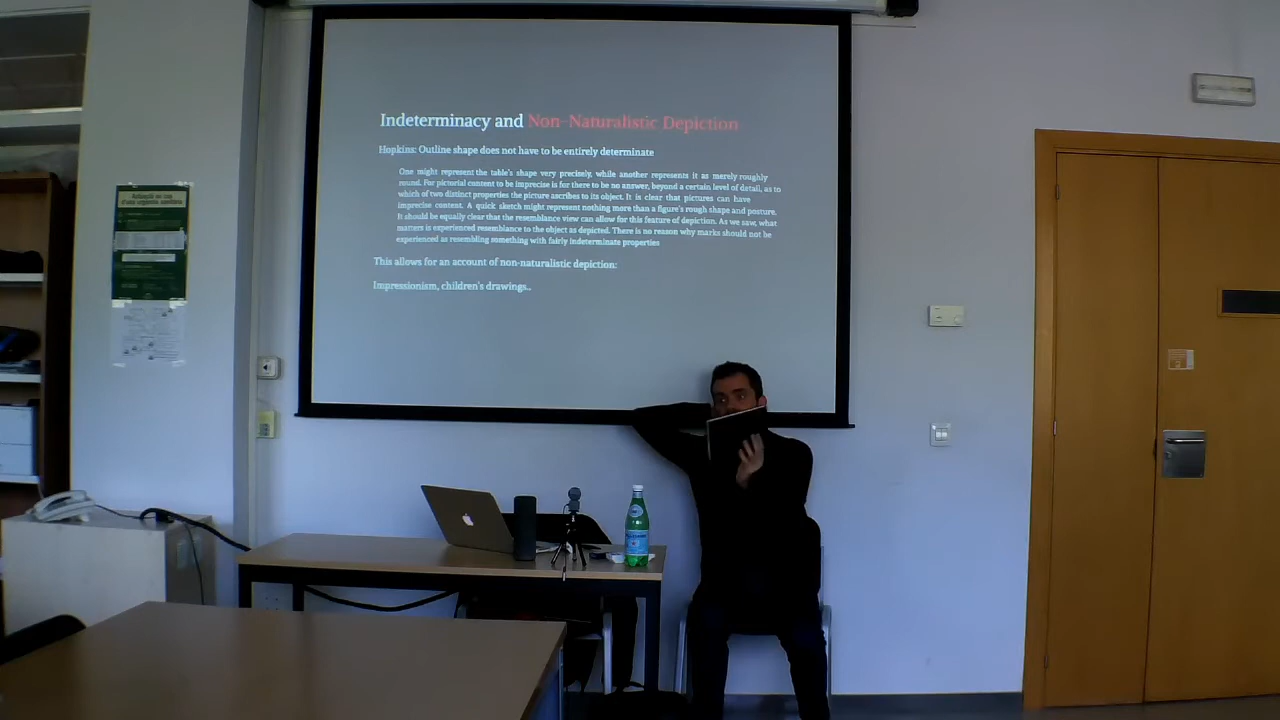 Indeterminacy and Non-Naturalistic Depiction
Hopkins: Outline shape does not have to be entirely determinate
One might represent the table's shape very precisely, while another represents it as merely roughly
round. For pictorial content to be imprecise is for there to be no answer, beyond a certain level of detail, as to
which of two distinct properties the picture ascribes to its object. It is clear that pictures can have
imprecise content. A quick sketch might represent nothing more than a figure's rough shape and posture.
It should be equally clear that the resemblance view can allow for this feature of depiction. As we saw, what
matters is experienced resemblance to the object as depicted. There is no reason why marks should not be
experienced as resembling something with fairly indeterminate properties
This allows for an account of non-naturalistic depiction:
Impressionism, children's drawings..